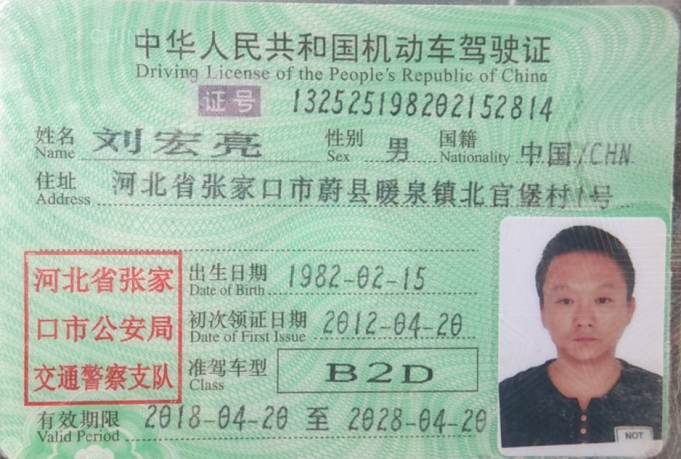 中华人民共和国机动车驾驶证
Driving License of the People's Republic of China
证号 132525198202152814
姓名 刘宏亮 性别 男 国籍 中国/CHN
Name Sex Nationality
住址 河北省张家口市蔚县暖泉镇北官堡村1号
Address
河北省张家
口市公安局
交通警察支队
出生日期 1982-02-15
Date of Birth
初次领证日期 2012-04-20
Date of First Issue
准驾车型 B2D
Class
有效期限 2018-04-20 至 2028-04-20
Valid Period
NOT